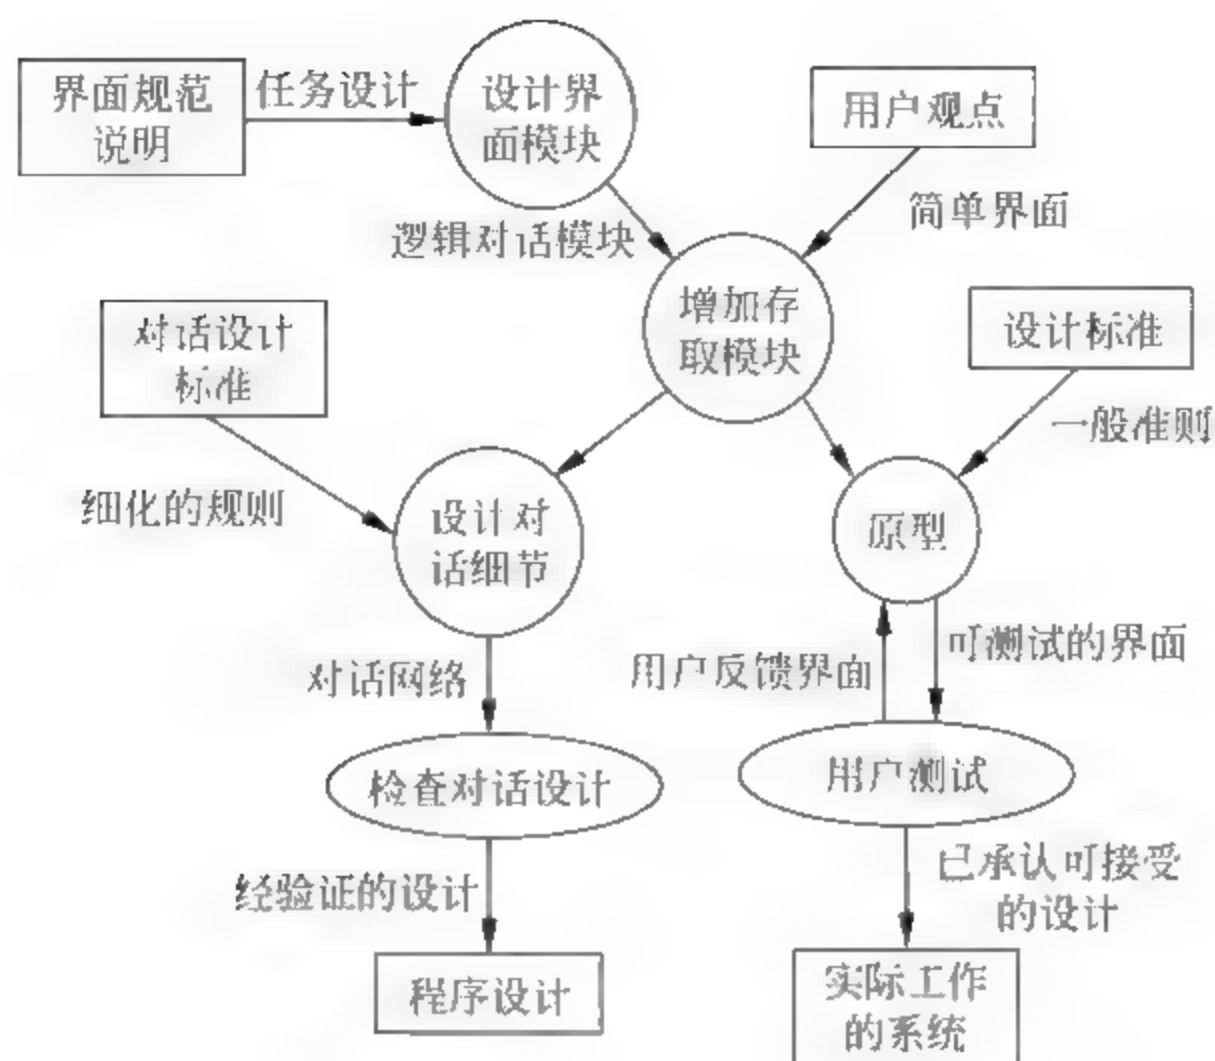 界面规范
说明
任务设计
设计界
面模块
用户观点
简单界面
逻辑对话模块
增加存
取模块
对话设计
标准
设计标准
一般准则
细化的规则
设计对
话细节
原型
对话网络
用户反馈界面
可测试的界面
检查对话设计
用户测试
经验证的设计
已承认可接受
的设计
程序设计
实际工作
的系统